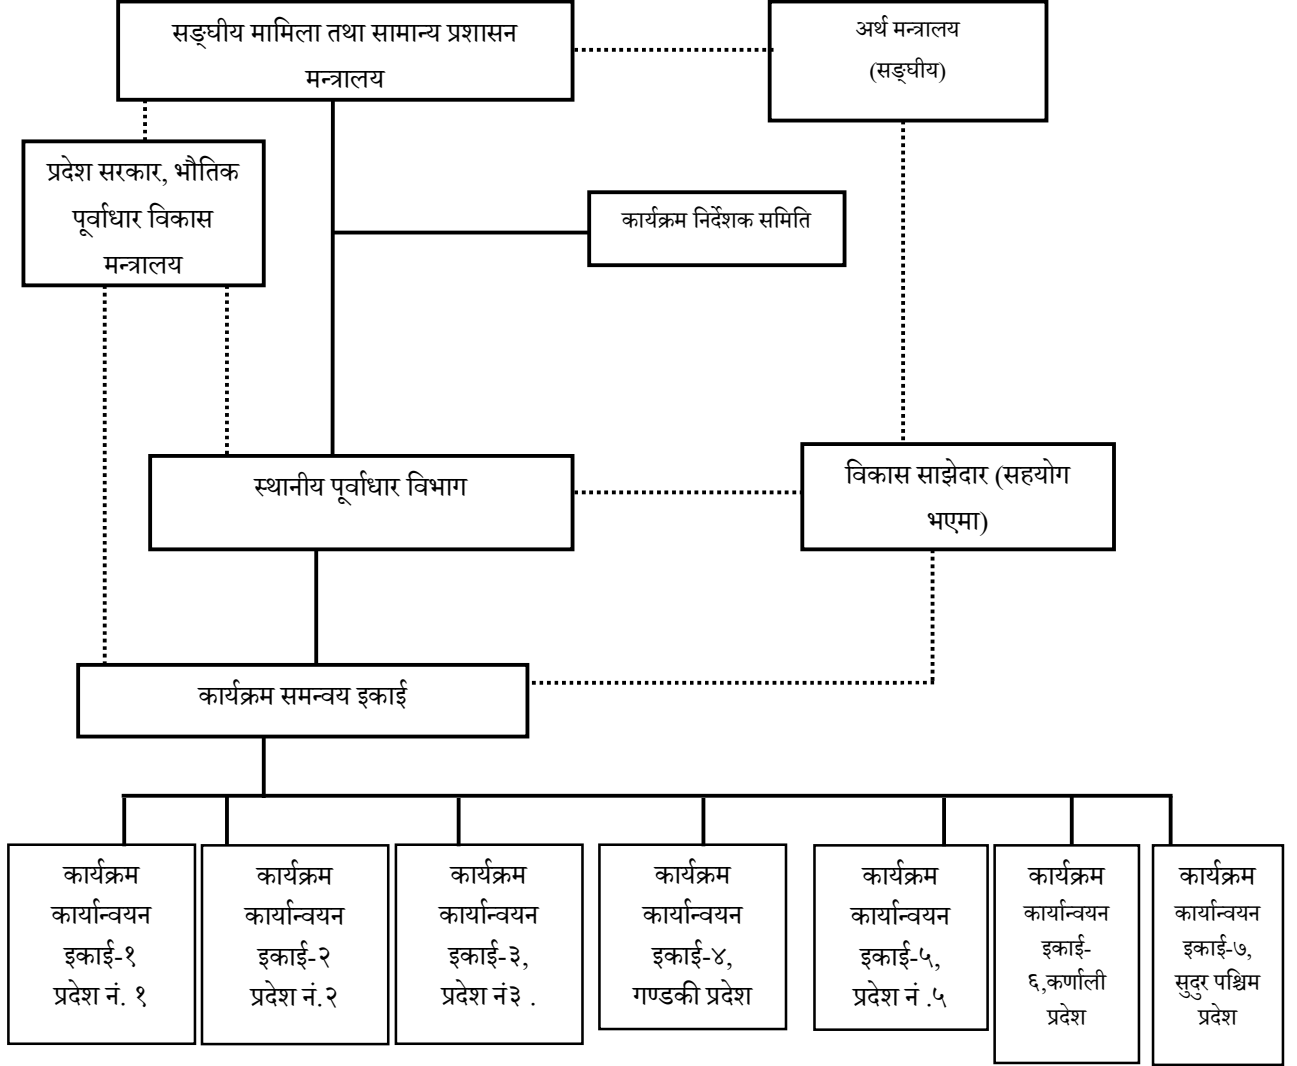 सङ्घीय मामिला तथा सामान्य प्रशासन
मन्त्रालय
अर्थ मन्त्रालय
(सङ्घीय)
प्रदेश सरकार, भौतिक
पूर्वाधार विकास
मन्त्रालय
कार्यक्रम निर्देशक समिति
स्थानीय पूर्वाधार विभाग
विकास साझेदार (सहयोग
भएमा)
कार्यक्रम समन्वय इकाई
कार्यक्रम
कार्यान्वयन
इकाई-१
प्रदेश नं. १
कार्यक्रम
कार्यान्वयन
इकाई-२
प्रदेश नं.२
कार्यक्रम
कार्यान्वयन
इकाई-३,
प्रदेश नं३ .
कार्यक्रम
कार्यान्वयन
इकाई-४,
गण्डकी प्रदेश
कार्यक्रम
कार्यान्वयन
इकाई-५,
प्रदेश नं .५
कार्यक्रम
कार्यान्वयन
इकाई-
६,कर्णाली
प्रदेश
कार्यक्रम
कार्यान्वयन
इकाई-७,
सुदुर पश्चिम
प्रदेश